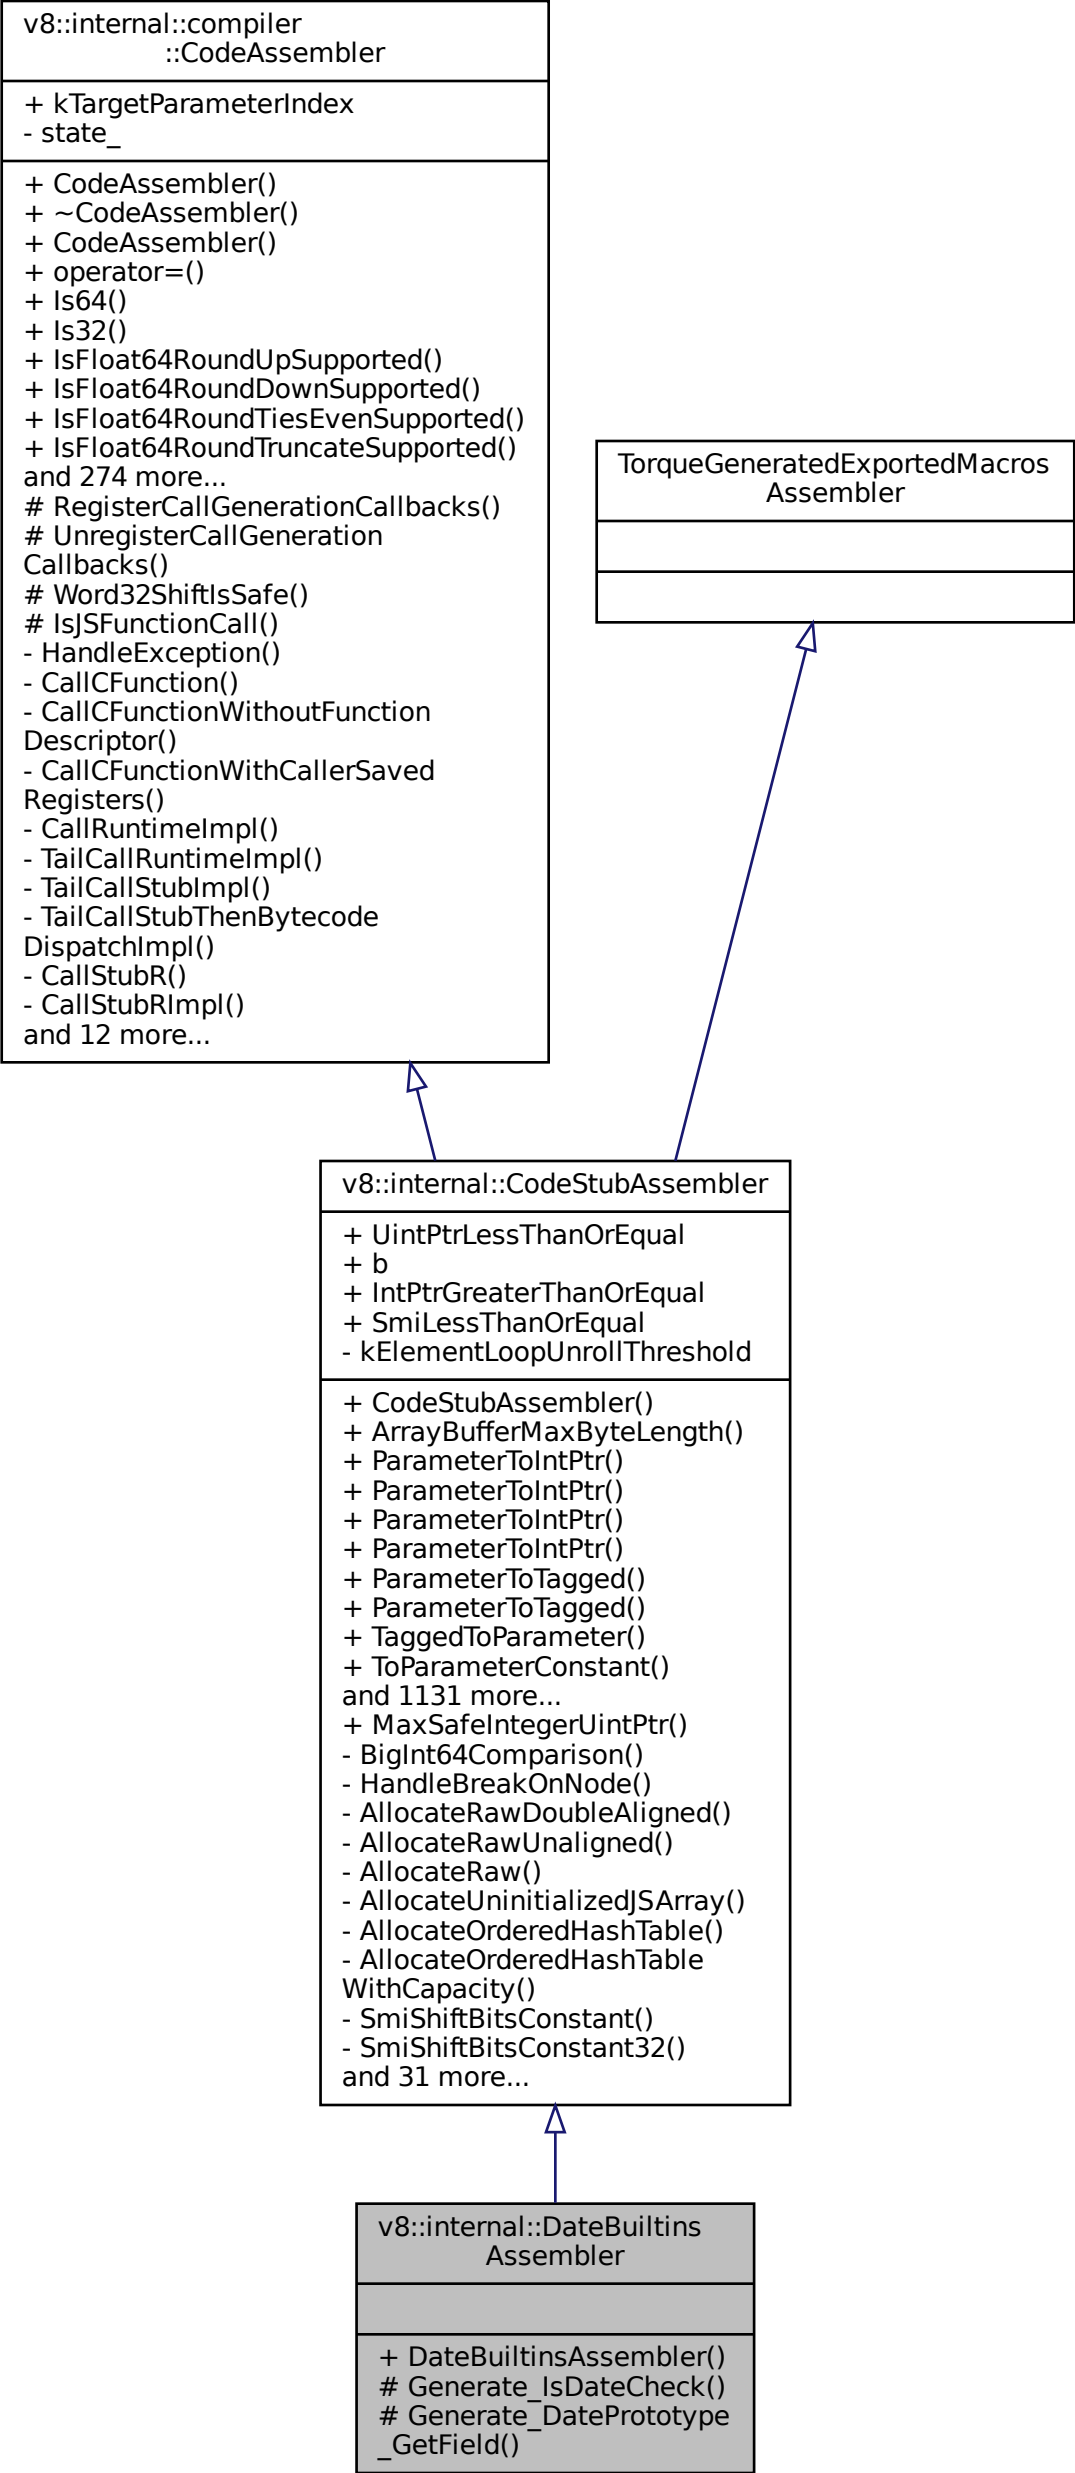 v8::internal::compiler
::CodeAssembler
+ kTargetParameterIndex
- state_
+ CodeAssembler()
+ ~CodeAssembler()
+ CodeAssembler()
+ operator=()
+ Is64()
+ Is32()
+ IsFloat64RoundUpSupported()
+ IsFloat64RoundDownSupported()
+ IsFloat64RoundTiesEvenSupported()
+ IsFloat64RoundTruncateSupported()
and 274 more...
# RegisterCallGenerationCallbacks()
# UnregisterCallGeneration
Callbacks()
# Word32ShiftIsSafe()
# IsJSFunctionCall()
- HandleException()
- CallCFunction()
- CallCFunctionWithoutFunction
Descriptor()
- CallCFunctionWithCallerSaved
Registers()
- CallRuntimeImpl()
- TailCallRuntimeImpl()
- TailCallStubImpl()
- TailCallStubThenBytecode
DispatchImpl()
- CallStubR()
- CallStubRImpl()
and 12 more...
TorqueGeneratedExportedMacros
Assembler
v8::internal::CodeStubAssembler
+ UintPtrLessThanOrEqual
+ b
+ IntPtrGreaterThanOrEqual
+ SmiLessThanOrEqual
- kElementLoopUnrollThreshold
+ CodeStubAssembler()
+ ArrayBufferMaxByteLength()
+ ParameterToIntPtr()
+ ParameterToIntPtr()
+ ParameterToIntPtr()
+ ParameterToIntPtr()
+ ParameterToTagged()
+ ParameterToTagged()
+ TaggedToParameter()
+ ToParameterConstant()
and 1131 more...
+ MaxSafeIntegerUintPtr()
- BigInt64Comparison()
- HandleBreakOnNode()
- AllocateRawDoubleAligned()
- AllocateRawUnaligned()
- AllocateRaw()
- AllocateUninitializedJSArray()
- AllocateOrderedHashTable()
- AllocateOrderedHashTable
WithCapacity()
- SmiShiftBitsConstant()
- SmiShiftBitsConstant32()
and 31 more...
v8::internal::DateBuiltins
Assembler
+ DateBuiltinsAssembler()
# Generate_IsDateCheck()
# Generate_DatePrototype
_GetField()